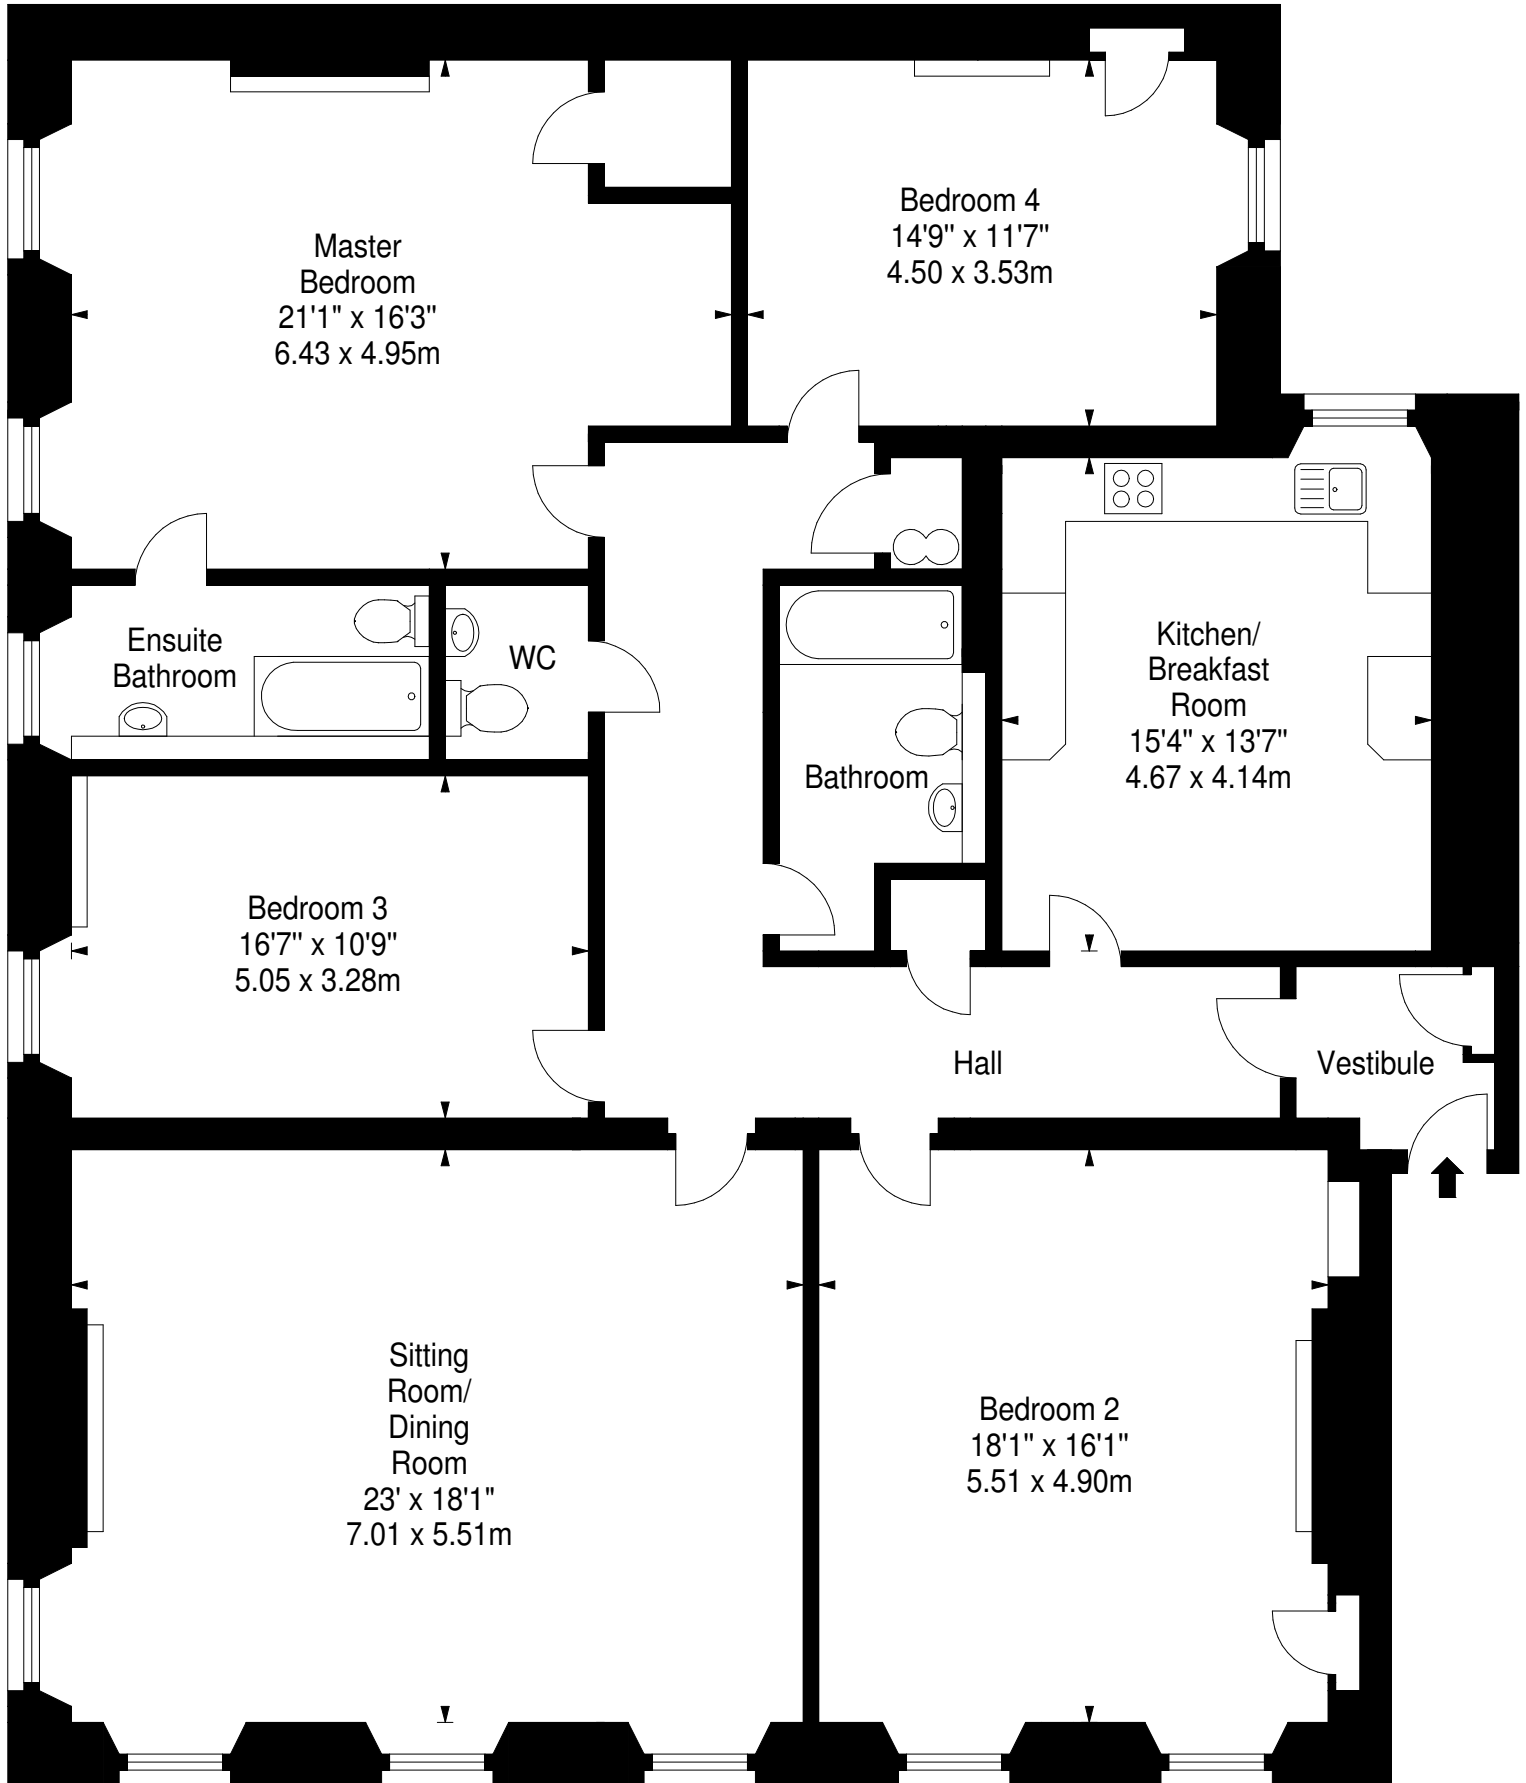 Master
Bedroom
21'1" x 16'3"
6.43 x 4.95m
Bedroom 4
14'9" x 11'7"
4.50 x 3.53m
Ensuite
Bathroom
WC
Bathroom
Kitchen/
Breakfast
Room
15'4" x 13'7"
4.67 x 4.14m
Bedroom 3
16'7" x 10'9"
5.05 x 3.28m
Hall
Vestibule
Sitting
Room/
Dining
Room
23' x 18'1"
7.01 x 5.51m
Bedroom 2
18'1" x 16'1"
5.51 x 4.90m